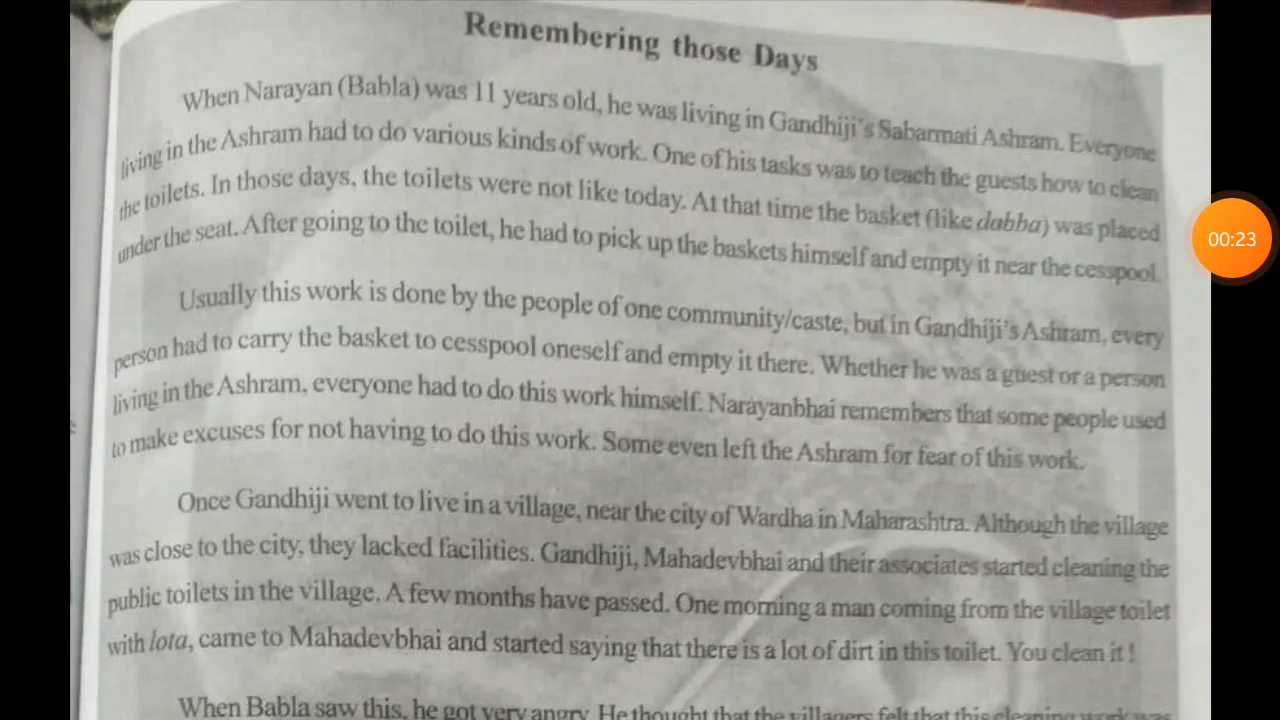 Remembering those Days
When Narayan (Babla) was 11 years old, he was living in Gandhiji's Sabarmati Ashram. Everyone
living in the Ashram had to do various kinds of work. One of his tasks was to teach the guests how to clean
the toilets. In those days, the toilets were not like today. At that time the basket (like dabba) was placed
under the seat. After going to the toilet, he had to pick up the baskets himself and empty it near the cesspool.
Usually this work is done by the people of one community/caste, but in Gandhiji's Ashram, every
person had to carry the basket to cesspool oneself and empty it there. Whether he was a guest or a person
living in the Ashram, everyone had to do this work himself. Narayanbhai remembers that some people used
to make excuses for not having to do this work. Some even left the Ashram for fear of this work.
Once Gandhiji went to live in a village, near the city of Wardha in Maharashtra. Although the village
was close to the city, they lacked facilities. Gandhiji, Mahadevbhai and their associates started cleaning the
public toilets in the village. A few months have passed. One morning a man coming from the village toilet
with lota, came to Mahadevbhai and started saying that there is a lot of dirt in this toilet. You clean it !
When Babla saw this, he got very angry. He thought that the villagers felt that this cleaning work was
00:23